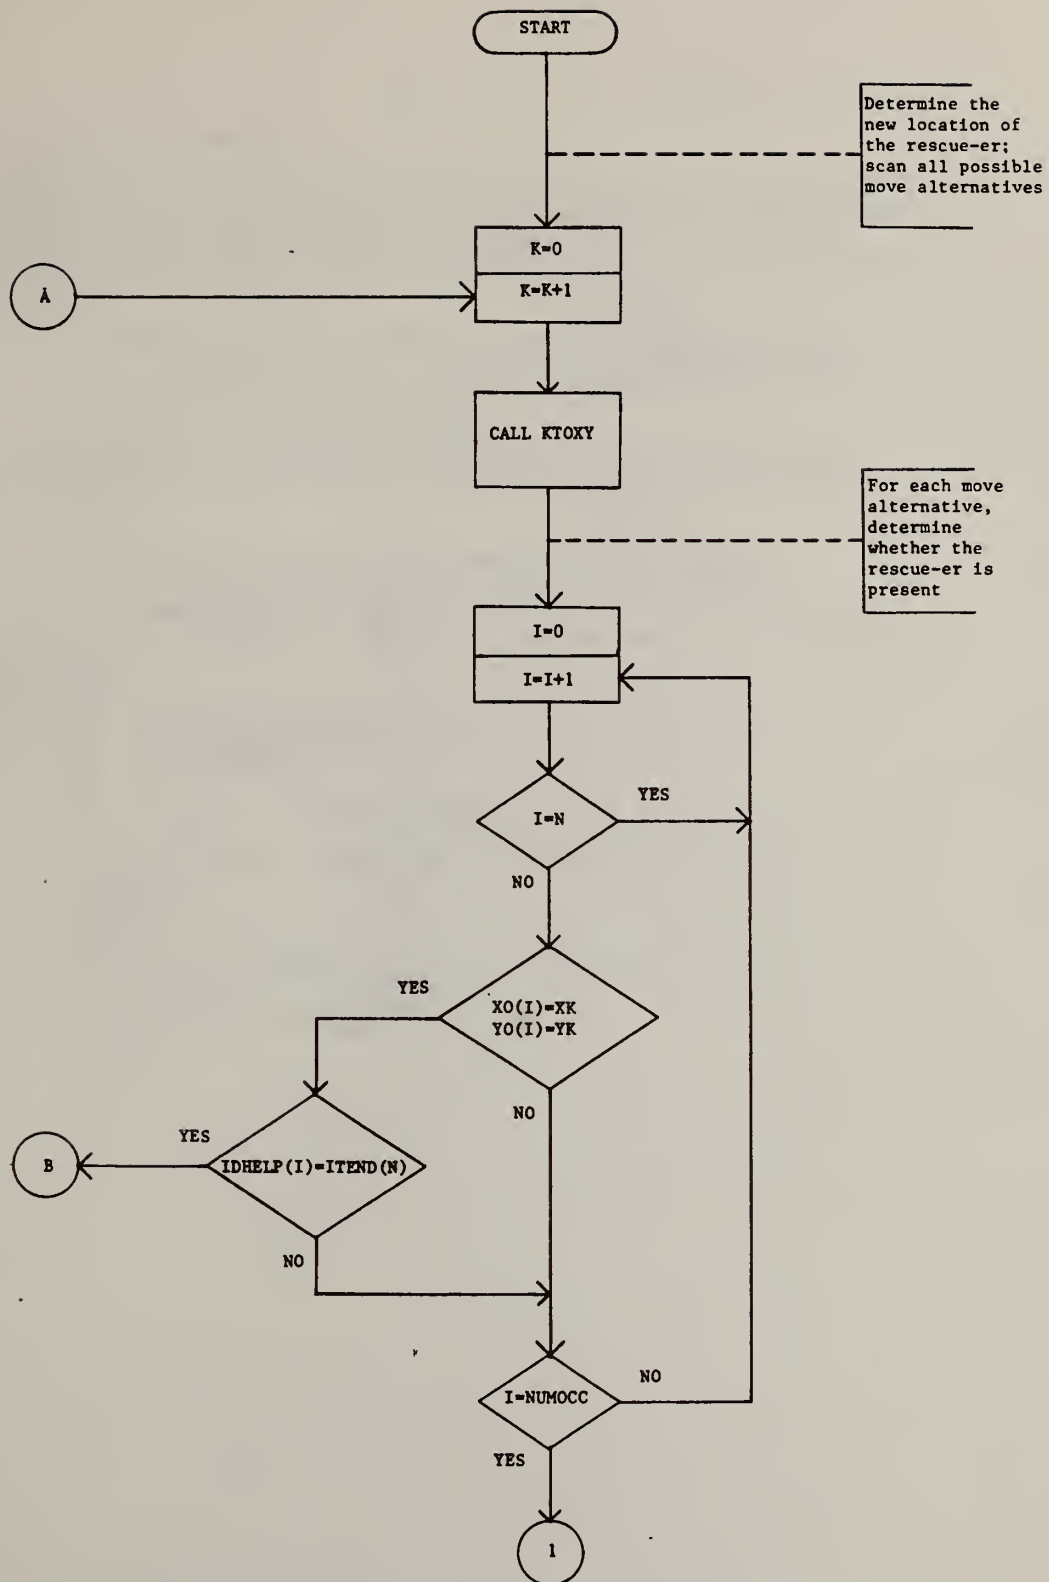 START
Determine the
new location of
the rescue-er;
scan all possible
move alternatives
K=0
A
K=K+1
CALL KTOXY
For each move
alternative,
determine
whether the
rescue-er is
present
I=0
I=I+1
YES
I=N
NO
YES
XO(I)=XK
YO(I)=YK
NO
YES
B
IDHELP(I)=ITEND(N)
NO
NO
I=NUMOCC
YES
1